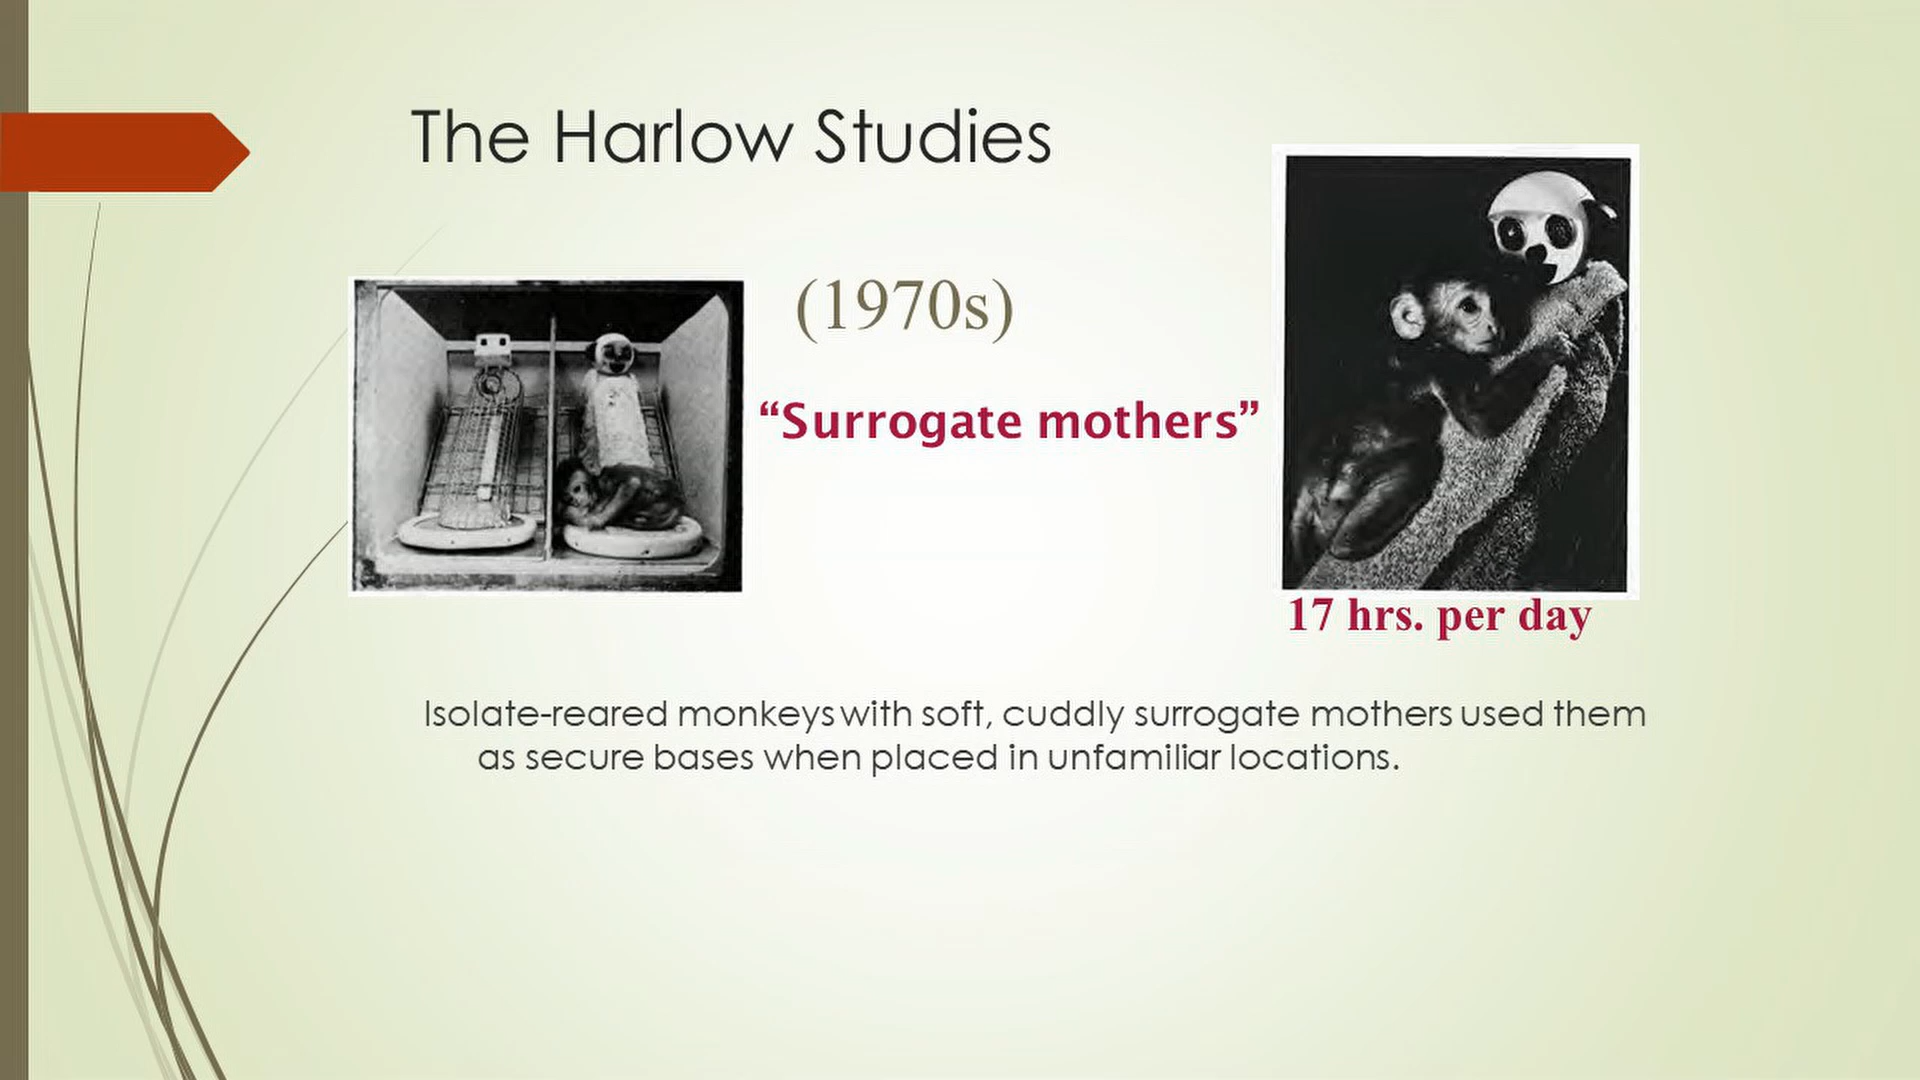 The Harlow Studies
(1970s)
“Surrogate mothers”
17 hrs. per day
Isolate-reared monkeys with soft, cuddly surrogate mothers used them
as secure bases when placed in unfamiliar locations.